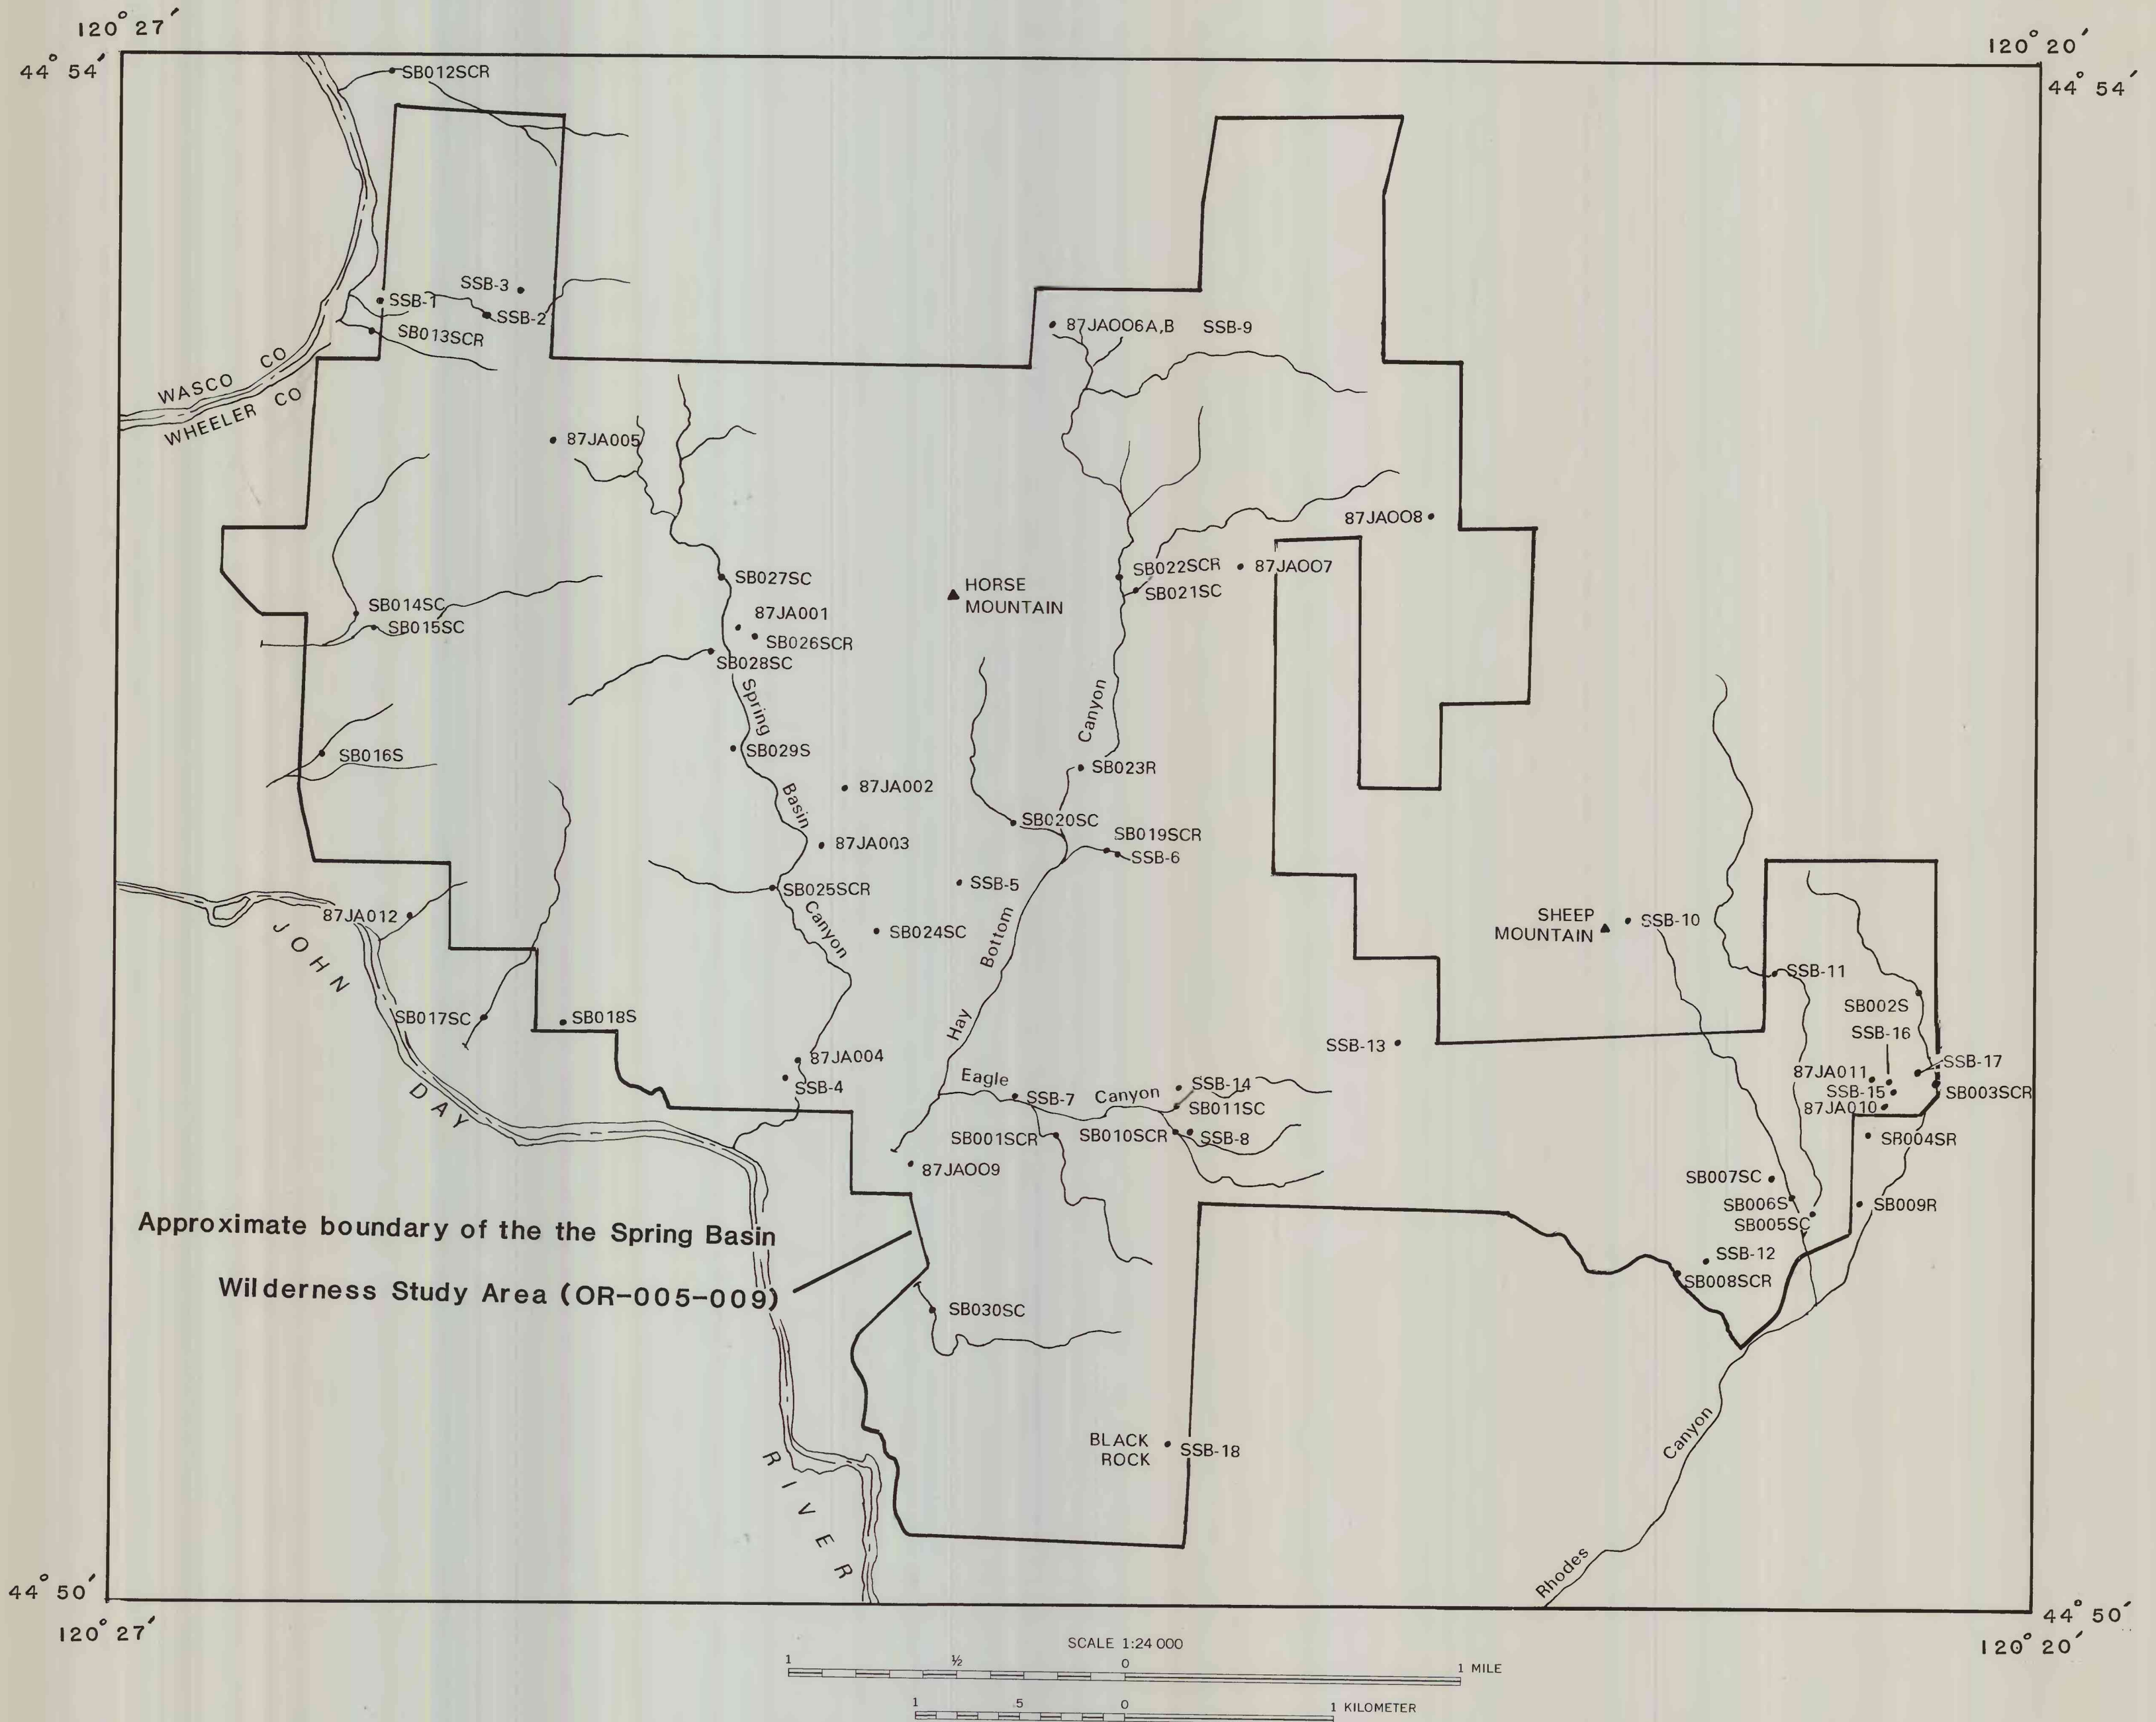 120° 27′
120° 20′
44° 54′
44° 54′
SB012SCR
SSB-3
SSB-1
SSB-2
SB013SCR
87JA006A,B
SSB-9
WASCO CO
WHEELER CO
87JA005
87JA008
SB022SCR
87JA007
SB027SC
HORSE
MOUNTAIN
SB021SC
SB014SC
87JA001
SB015SC
SB026SCR
SB028SC
Spring
Canyon
SB016S
SB029S
SB023R
87JA002
Basin
SB020SC
SB019SCR
87JA003
SSB-6
SB025SCR
SSB-5
87JA012
Canyon
SB024SC
Bottom
SHEEP
MOUNTAIN
SSB-10
JOHN
SSB-11
SB002S
SB017SC
SB018S
Hay
SSB-16
SSB-13
87JA004
SSB-17
SSB-4
Eagle
Canyon
SSB-14
87JA011
SSB-7
SSB-15
SB003SCR
DAY
SB011SC
87JA010
SB001SCR
SB010SCR
SSB-8
SB004SR
87JA009
SB007SC
SB006S
SB009R
SB005SC
Approximate boundary of the the Spring Basin
Wilderness Study Area (OR-005-009)
SSB-12
SB008SCR
SB030SC
BLACK
ROCK
SSB-18
RIVER
Canyon
Rhodes
44° 50′
44° 50′
120° 27′
120° 20′
SCALE 1:24 000
1 ½ 0 1 MILE
1 .5 0 1 KILOMETER